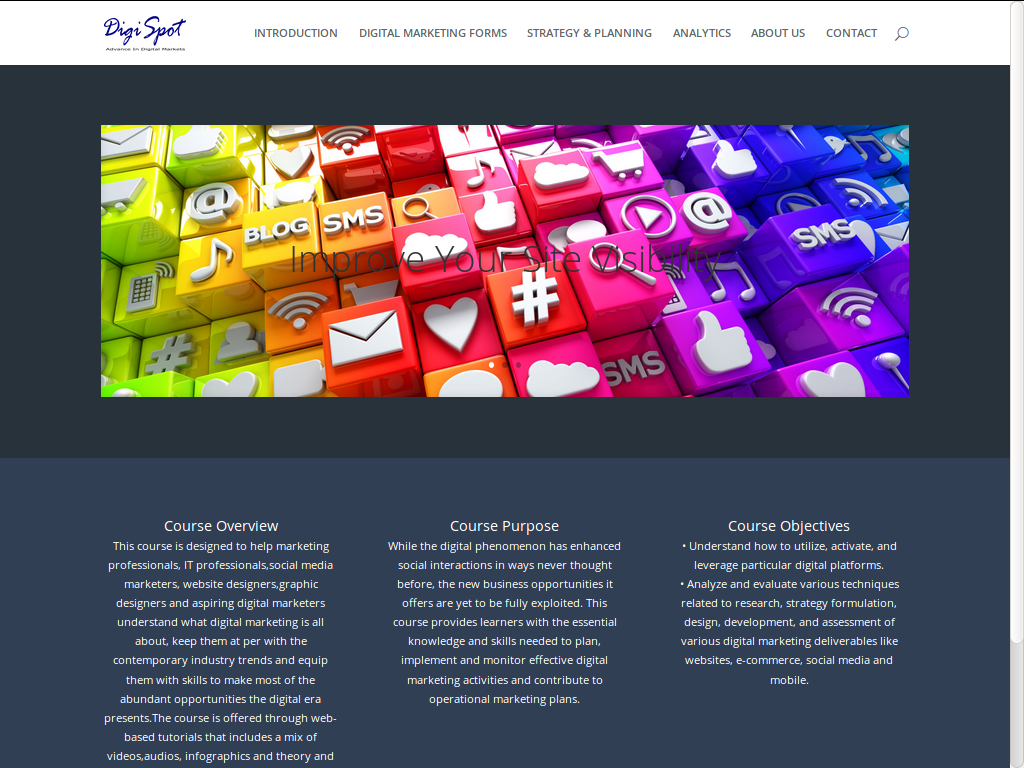 Digi Spot
Advance In Digital Markets
INTRODUCTION DIGITAL MARKETING FORMS STRATEGY & PLANNING ANALYTICS ABOUT US CONTACT
BLOG SMS
@
@
SMS
Improve Your Site Visibility
#
#
SMS
Course Overview
This course is designed to help marketing
professionals, IT professionals,social media
marketers, website designers,graphic
designers and aspiring digital marketers
understand what digital marketing is all
about, keep them at per with the
contemporary industry trends and equip
them with skills to make most of the
abundant opportunities the digital era
presents.The course is offered through web-
based tutorials that includes a mix of
videos,audios, infographics and theory and
Course Purpose
While the digital phenomenon has enhanced
social interactions in ways never thought
before, the new business opportunities it
offers are yet to be fully exploited. This
course provides learners with the essential
knowledge and skills needed to plan,
implement and monitor effective digital
marketing activities and contribute to
operational marketing plans.
Course Objectives
• Understand how to utilize, activate, and
leverage particular digital platforms.
• Analyze and evaluate various techniques
related to research, strategy formulation,
design, development, and assessment of
various digital marketing deliverables like
websites, e-commerce, social media and
mobile.